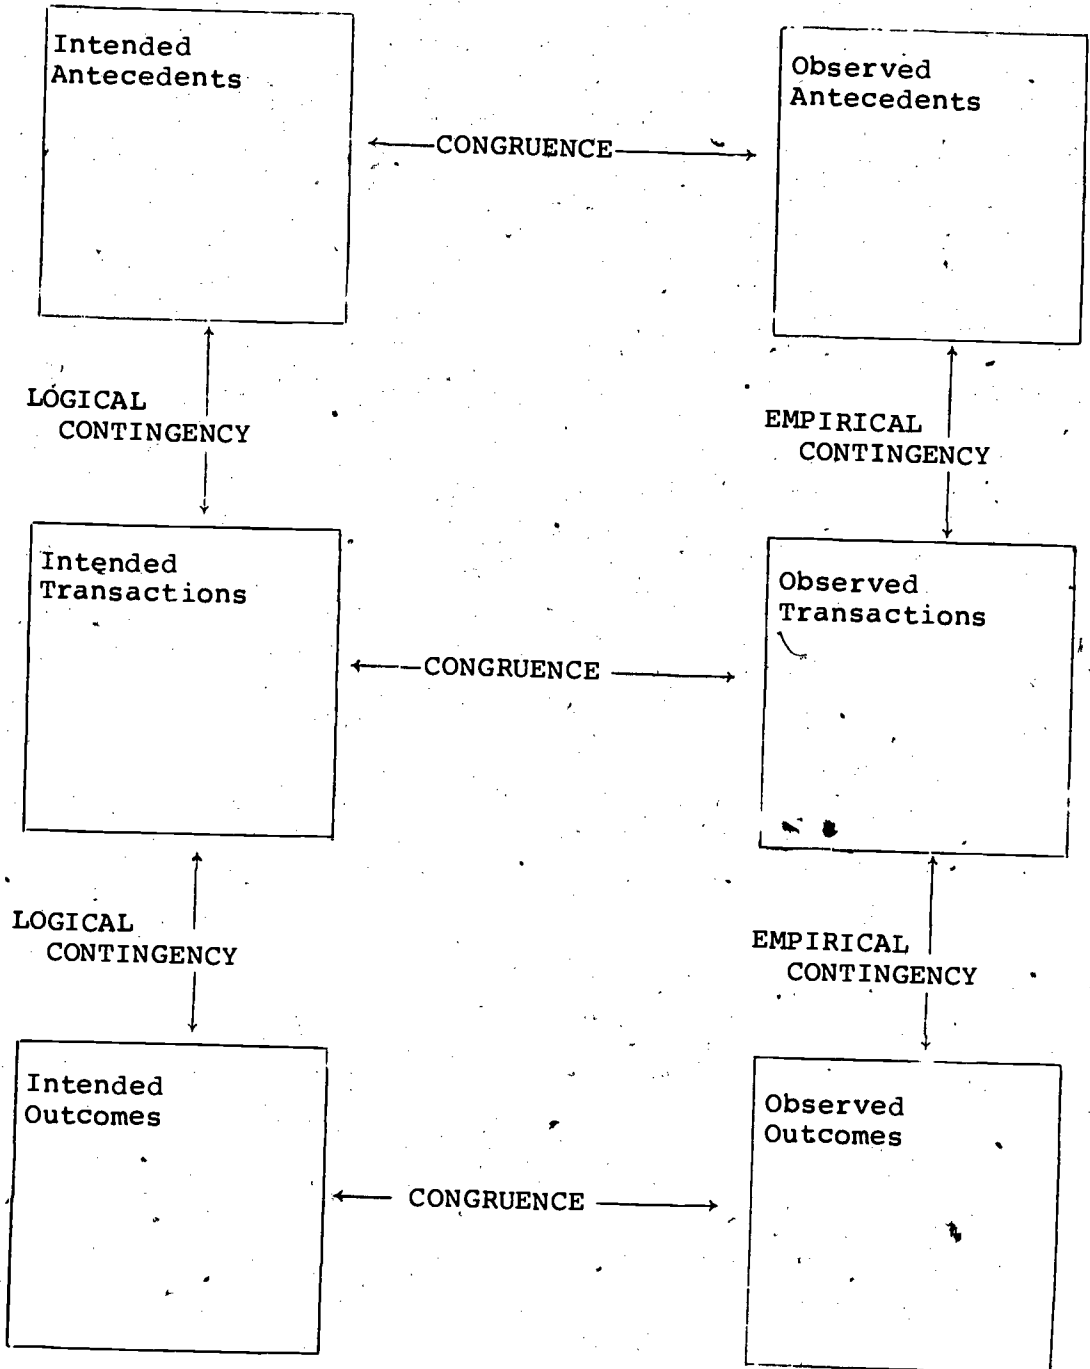 Intended
Antecedents
Observed
Antecedents
CONGRUENCE
LOGICAL
CONTINGENCY
EMPIRICAL
CONTINGENCY
Intended
Transactions
Observed
Transactions
CONGRUENCE
LOGICAL
CONTINGENCY
EMPIRICAL
CONTINGENCY
Intended
Outcomes
Observed
Outcomes
CONGRUENCE